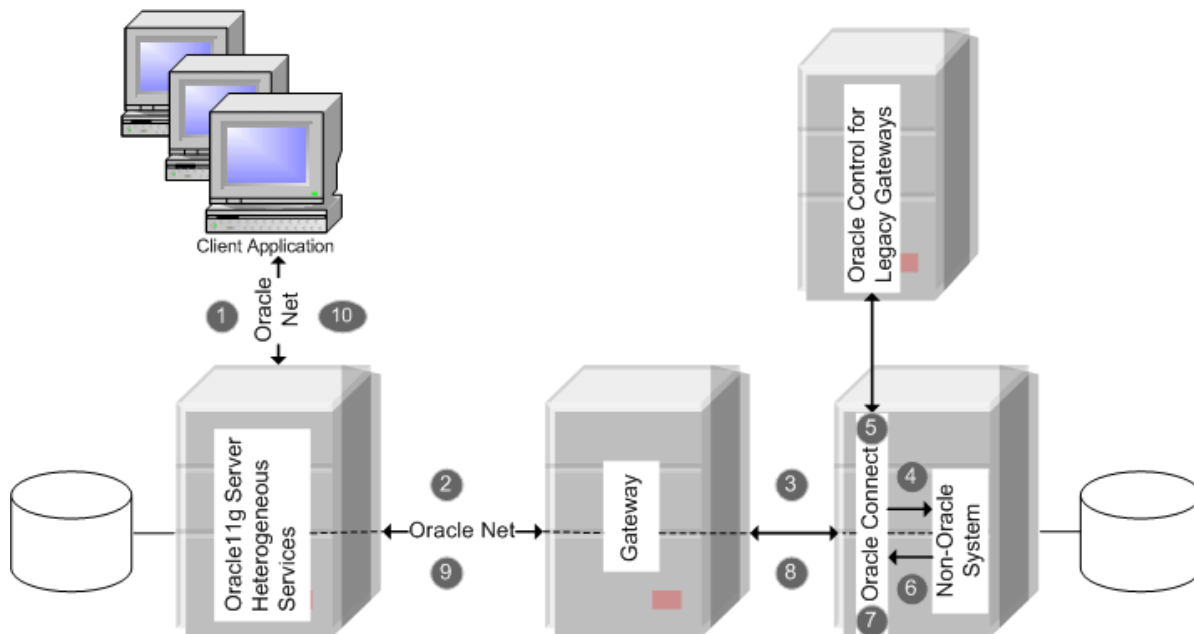 Client Application
Oracle Control for
Legacy Gateways
1
Oracle
Net
10
Oracle11g Server
Heterogeneous
Services
2
Oracle Net
9
Gateway
3
8
5
Oracle Connect
7
4
6
Non-Oracle
System